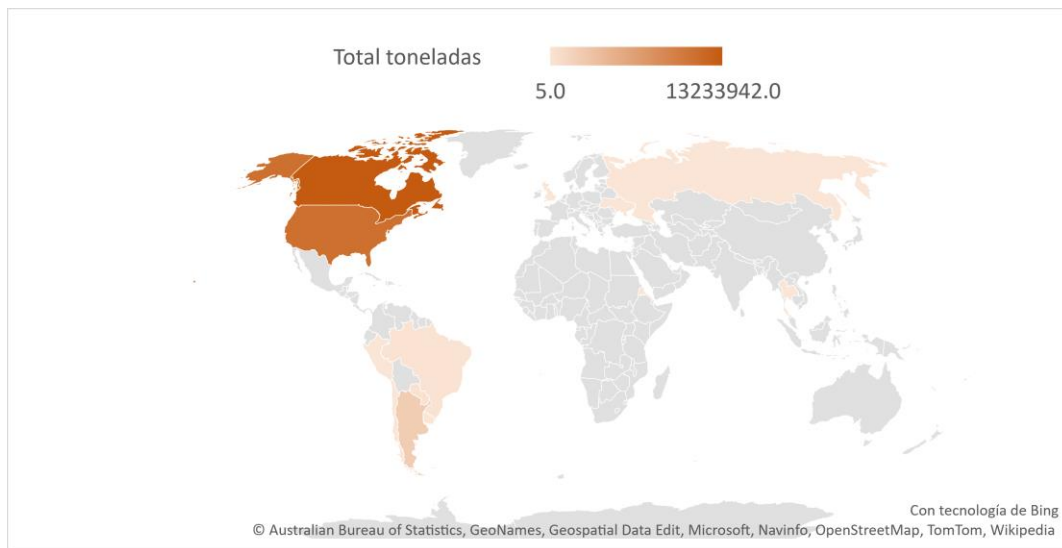 Total toneladas
5.0 13233942.0
Con tecnología de Bing
© Australian Bureau of Statistics, GeoNames, Geospatial Data Edit, Microsoft, Navinfo, OpenStreetMap, TomTom, Wikipedia